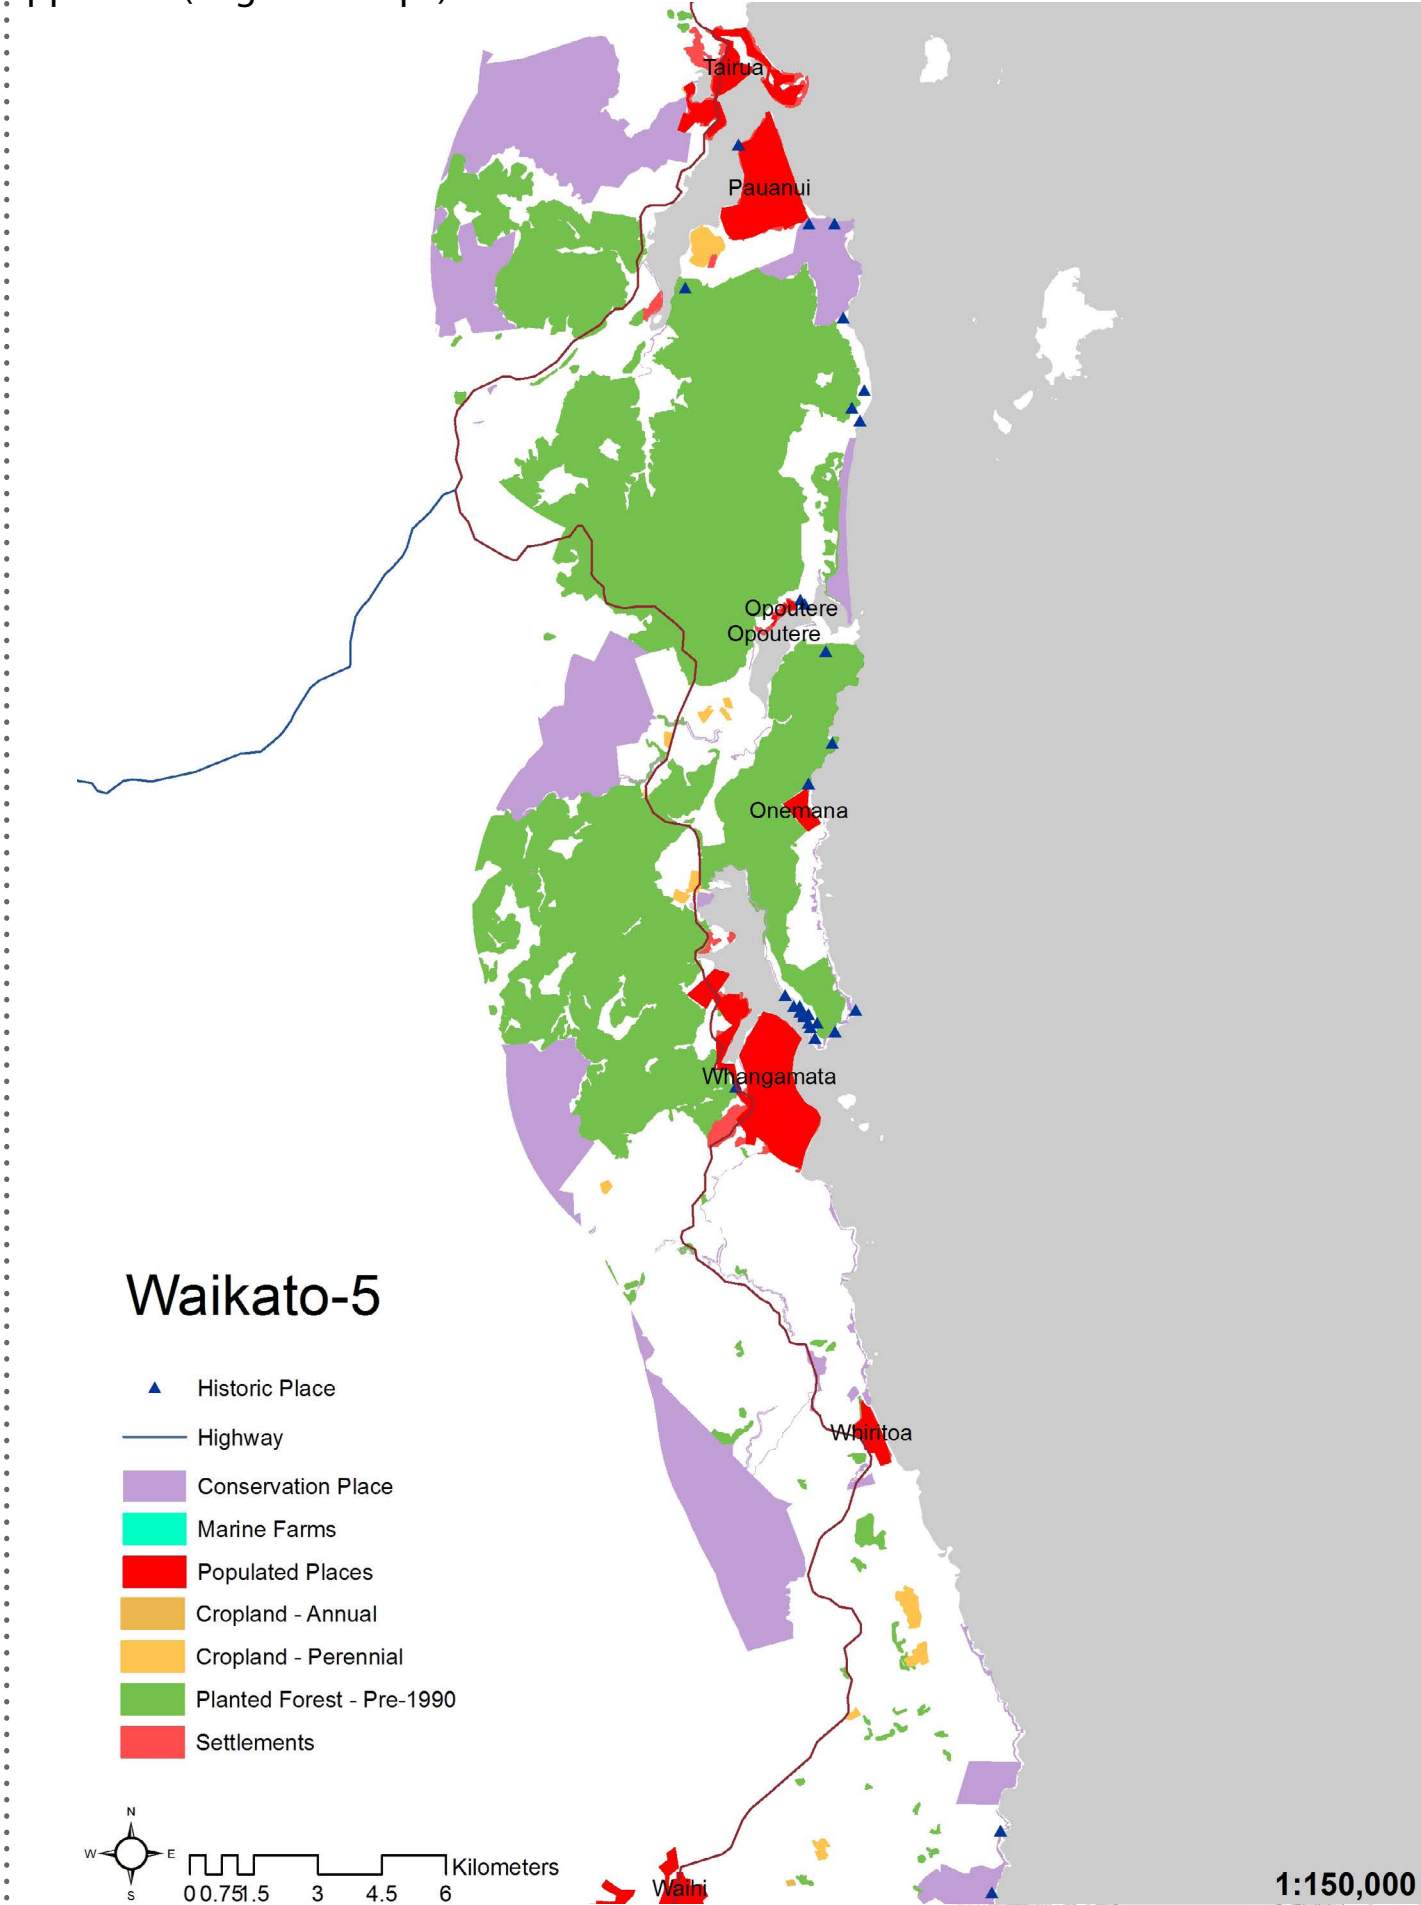 Tairua
Pauanui
Opoutere
Opoutere
Onemana
Whangamata
Waikato-5
Historic Place
Highway
Whiritoa
Conservation Place
Marine Farms
Populated Places
Cropland - Annual
Cropland - Perennial
Planted Forest - Pre-1990
Settlements
N
W E
S
Kilometers
0 0.75 1.5 3 4.5 6
Waihi
1:150,000